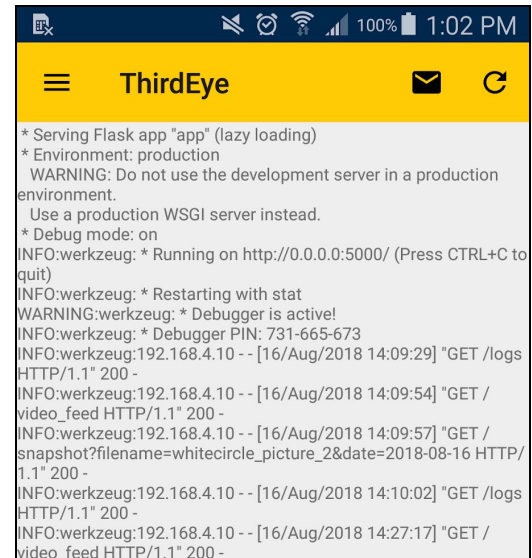 100% 1:02 PM
ThirdEye
* Serving Flask app "app" (lazy loading)
* Environment: production
WARNING: Do not use the development server in a production
environment.
Use a production WSGI server instead.
* Debug mode: on
INFO:werkzeug: * Running on http://0.0.0.0:5000/ (Press CTRL+C to
quit)
INFO:werkzeug: * Restarting with stat
WARNING:werkzeug: * Debugger is active!
INFO:werkzeug: * Debugger PIN: 731-665-673
INFO:werkzeug:192.168.4.10 - - [16/Aug/2018 14:09:29] "GET /logs
HTTP/1.1" 200 -
INFO:werkzeug:192.168.4.10 - - [16/Aug/2018 14:09:54] "GET /
video_feed HTTP/1.1" 200 -
INFO:werkzeug:192.168.4.10 - - [16/Aug/2018 14:09:57] "GET /
snapshot?filename=whitecircle_picture_2&date=2018-08-16 HTTP/
1.1" 200 -
INFO:werkzeug:192.168.4.10 - - [16/Aug/2018 14:10:02] "GET /logs
HTTP/1.1" 200 -
INFO:werkzeug:192.168.4.10 - - [16/Aug/2018 14:27:17] "GET /
video_feed HTTP/1.1" 200 -